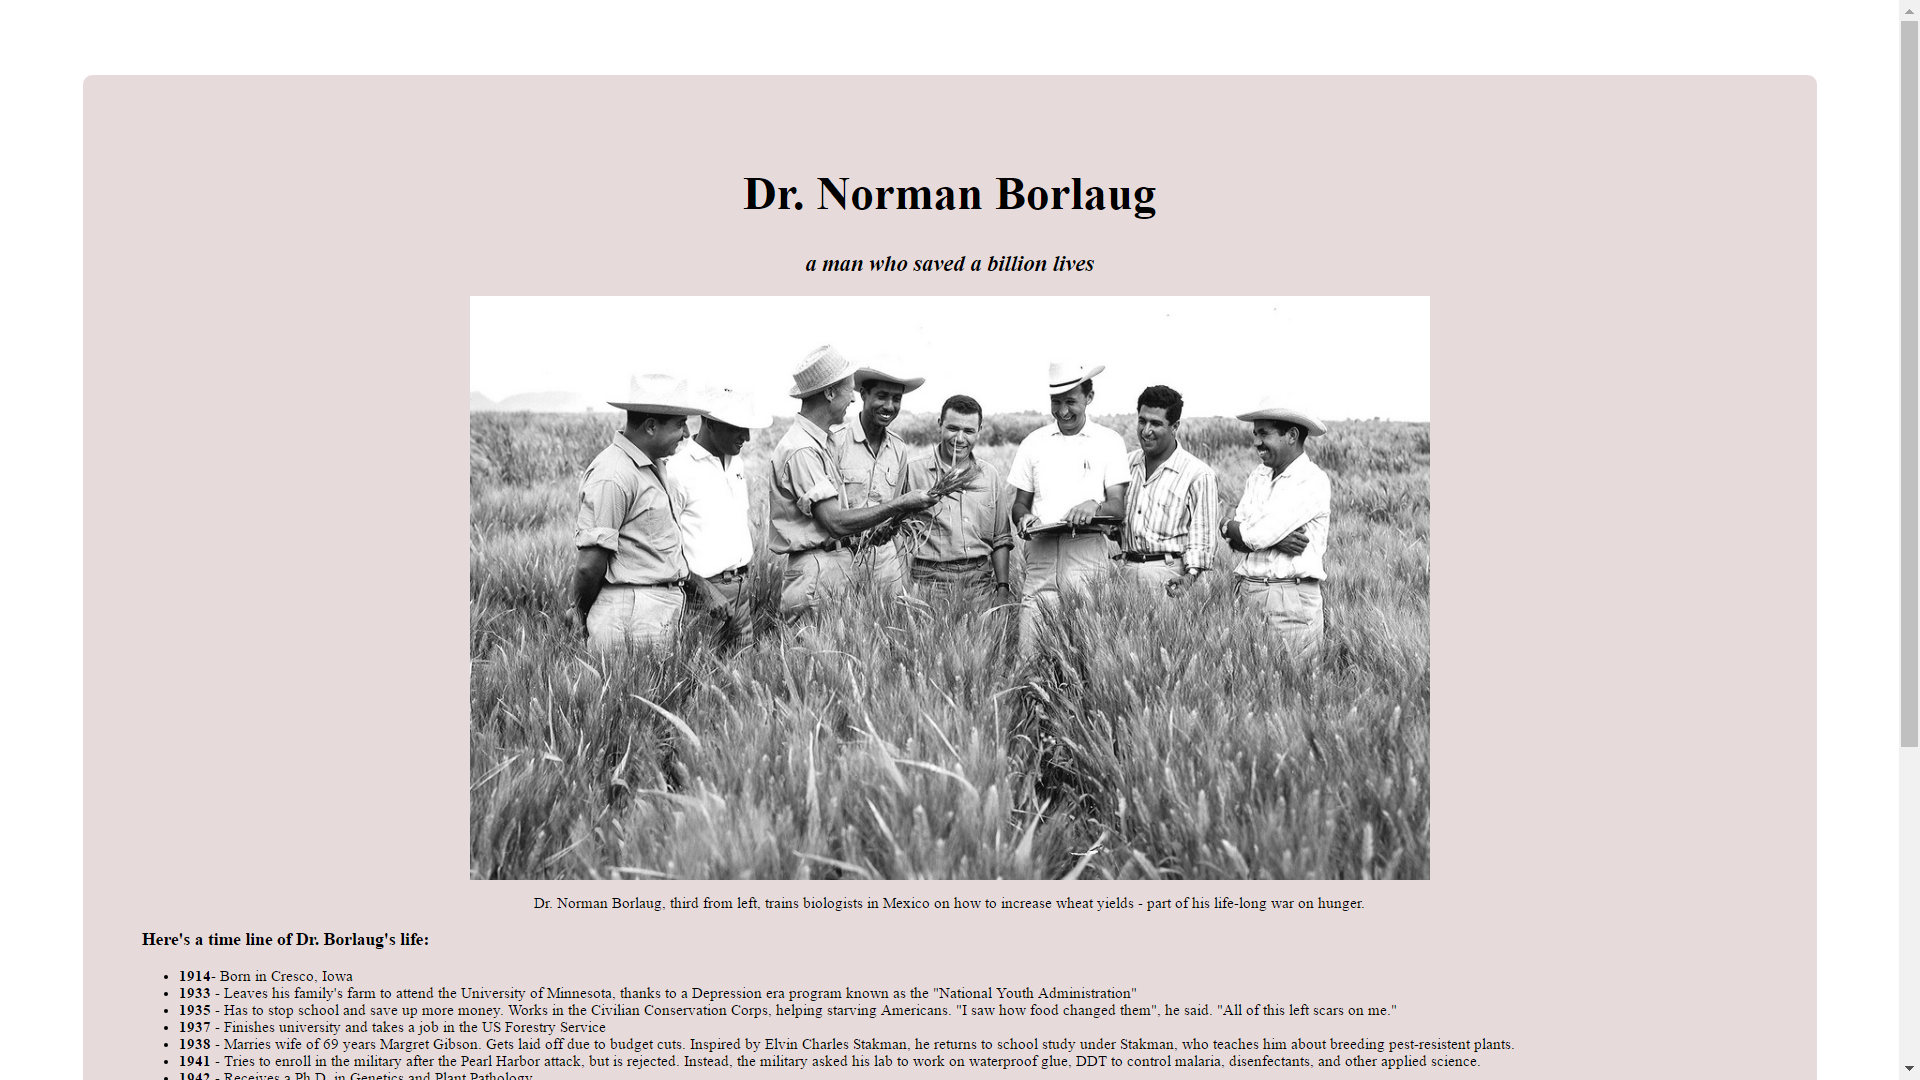 Dr. Norman Borlaug
a man who saved a billion lives
Dr. Norman Borlaug, third from left, trains biologists in Mexico on how to increase wheat yields - part of his life-long war on hunger.
Here's a time line of Dr. Borlaug's life:
1914- Born in Cresco, Iowa
1933 - Leaves his family's farm to attend the University of Minnesota, thanks to a Depression era program known as the "National Youth Administration"
1935 - Has to stop school and save up more money. Works in the Civilian Conservation Corps, helping starving Americans. "I saw how food changed them", he said. "All of this left scars on me."
1937 - Finishes university and takes a job in the US Forestry Service
1938 - Marries wife of 69 years Margret Gibson. Gets laid off due to budget cuts. Inspired by Elvin Charles Stakman, he returns to school study under Stakman, who teaches him about breeding pest-resistent plants.
1941 - Tries to enroll in the military after the Pearl Harbor attack, but is rejected. Instead, the military asked his lab to work on waterproof glue, DDT to control malaria, disenfectants, and other applied science.
1942 - Receives a Ph.D. in Genetics and Plant Pathology